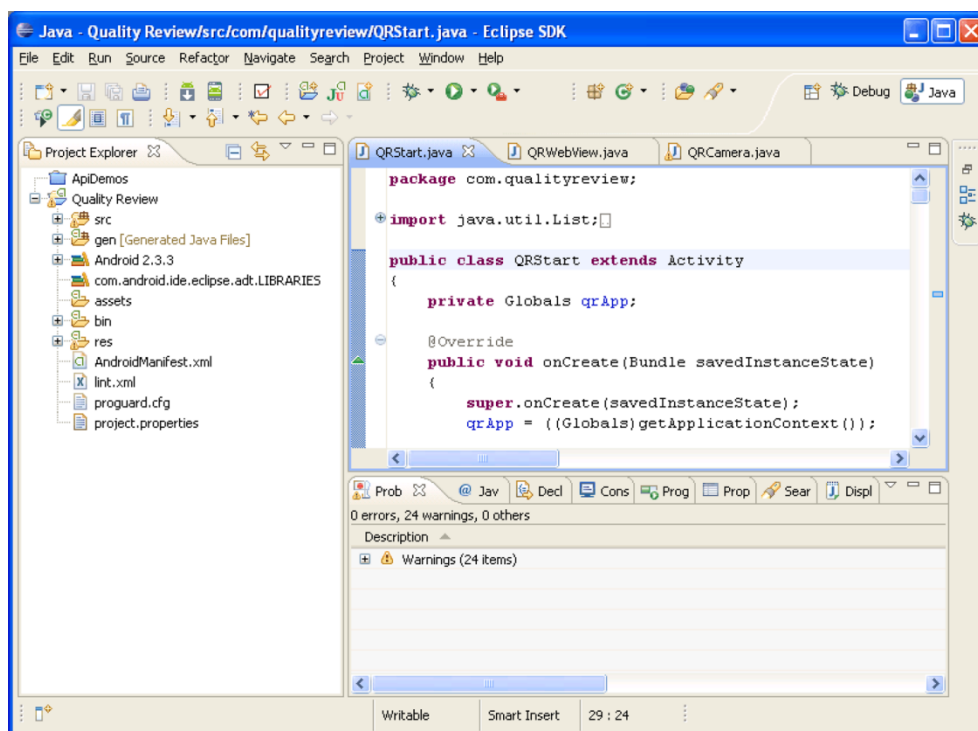 Java - Quality Review/src/com/qualityreview/QRStart.java - Eclipse SDK
File Edit Run Source Refactor Navigate Search Project Window Help
Debug Java
Project Explorer
ApiDemos
Quality Review
src
gen [Generated Java Files]
Android 2.3.3
com.android.ide.eclipse.adt.LIBRARIES
assets
bin
res
AndroidManifest.xml
lint.xml
proguard.cfg
project.properties
QRStart.java QRWebView.java QRCamera.java
package com.qualityreview;
import java.util.List;
public class QRStart extends Activity
{
private Globals qrApp;
@Override
public void onCreate(Bundle savedInstanceState)
{
super.onCreate(savedInstanceState);
qrApp = ((Globals)getApplicationContext());
Prob @ Jav Decl Cons Prog Prop Sear Displ
0 errors, 24 warnings, 0 others
Description
Warnings (24 items)
Writable Smart Insert 29 : 24